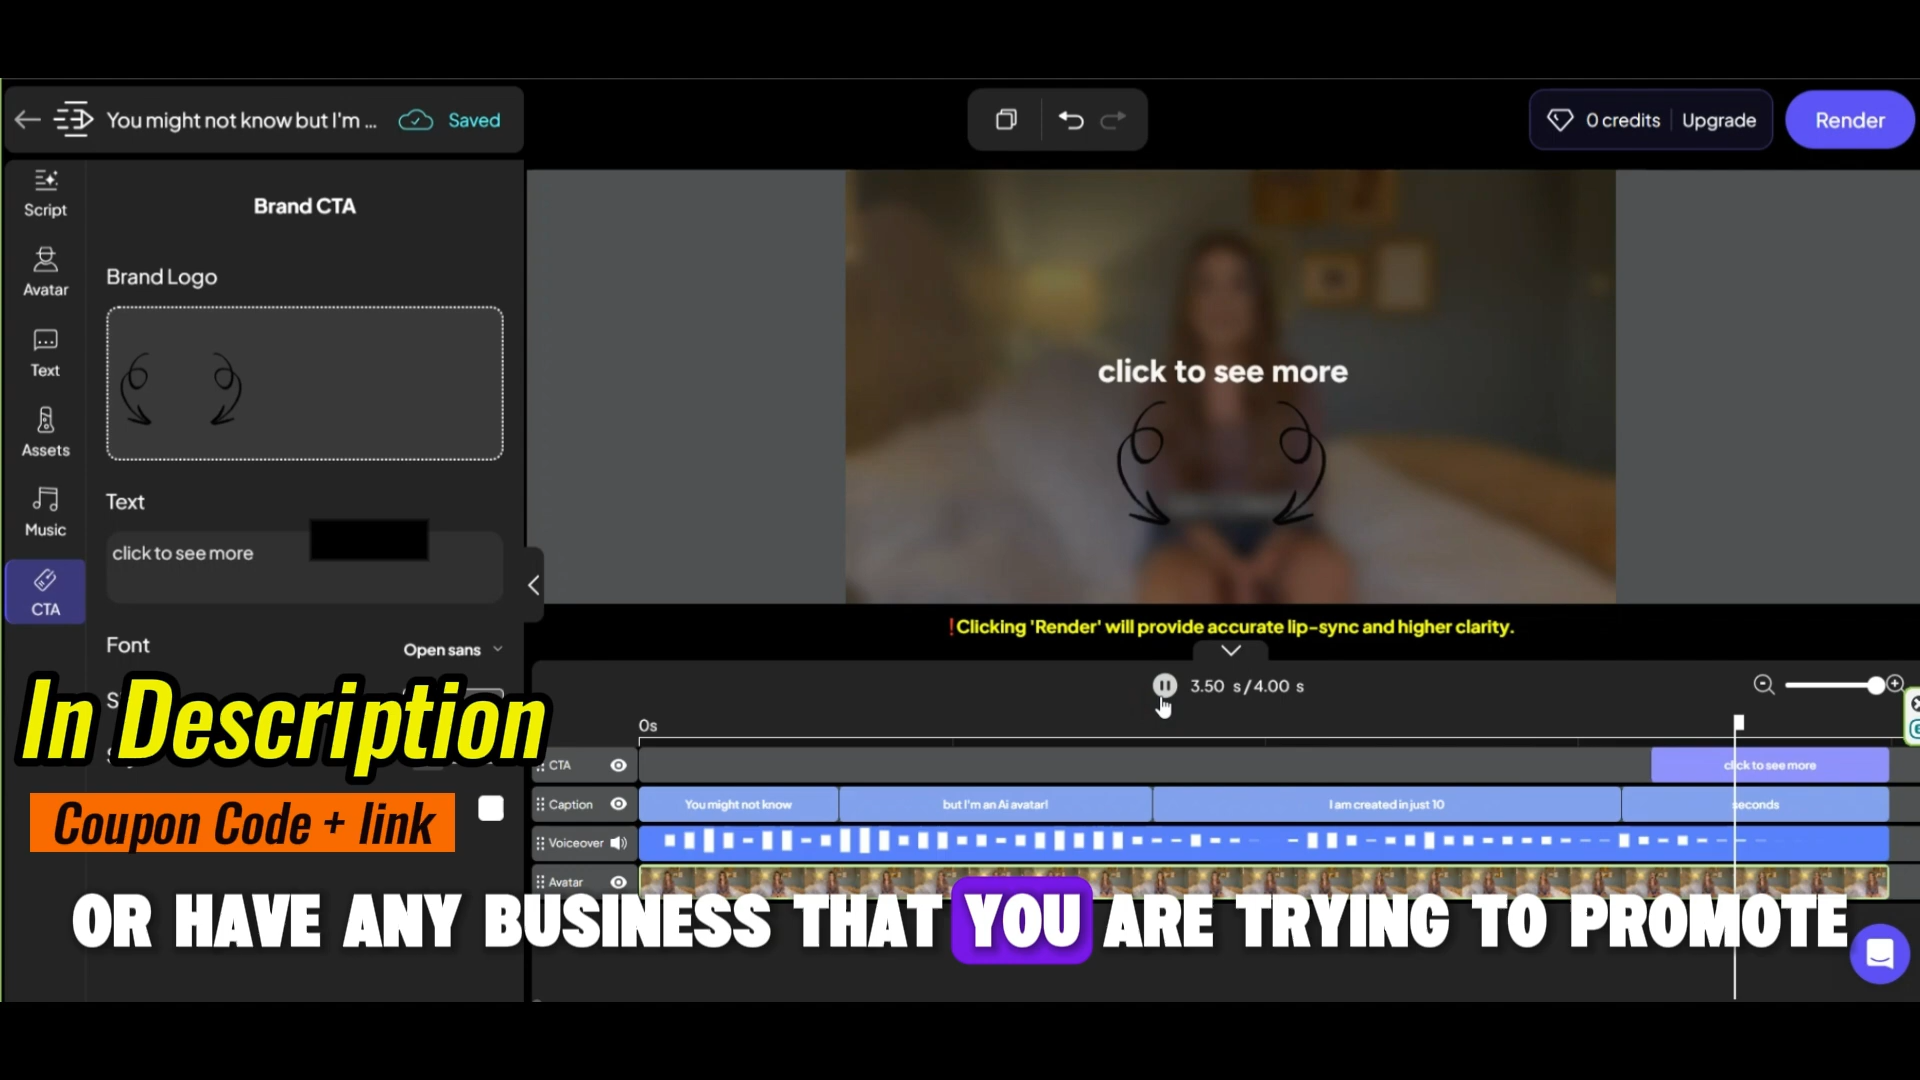 You might not know but I'm ...
Saved
0 credits
Upgrade
Render
Script
Avatar
Text
Assets
Music
CTA
Brand CTA
Brand Logo
Text
click to see more
Font
Open sans
click to see more
!Clicking 'Render' will provide accurate lip-sync and higher clarity.
3.50 s/4.00 s
0s
CTA
click to see more
Caption
You might not know
but I'm an Ai avatar!
I am created in just 10
seconds
Voiceover
Avatar
In Description
Coupon Code + link
OR HAVE ANY BUSINESS THAT YOU ARE TRYING TO PROMOTE